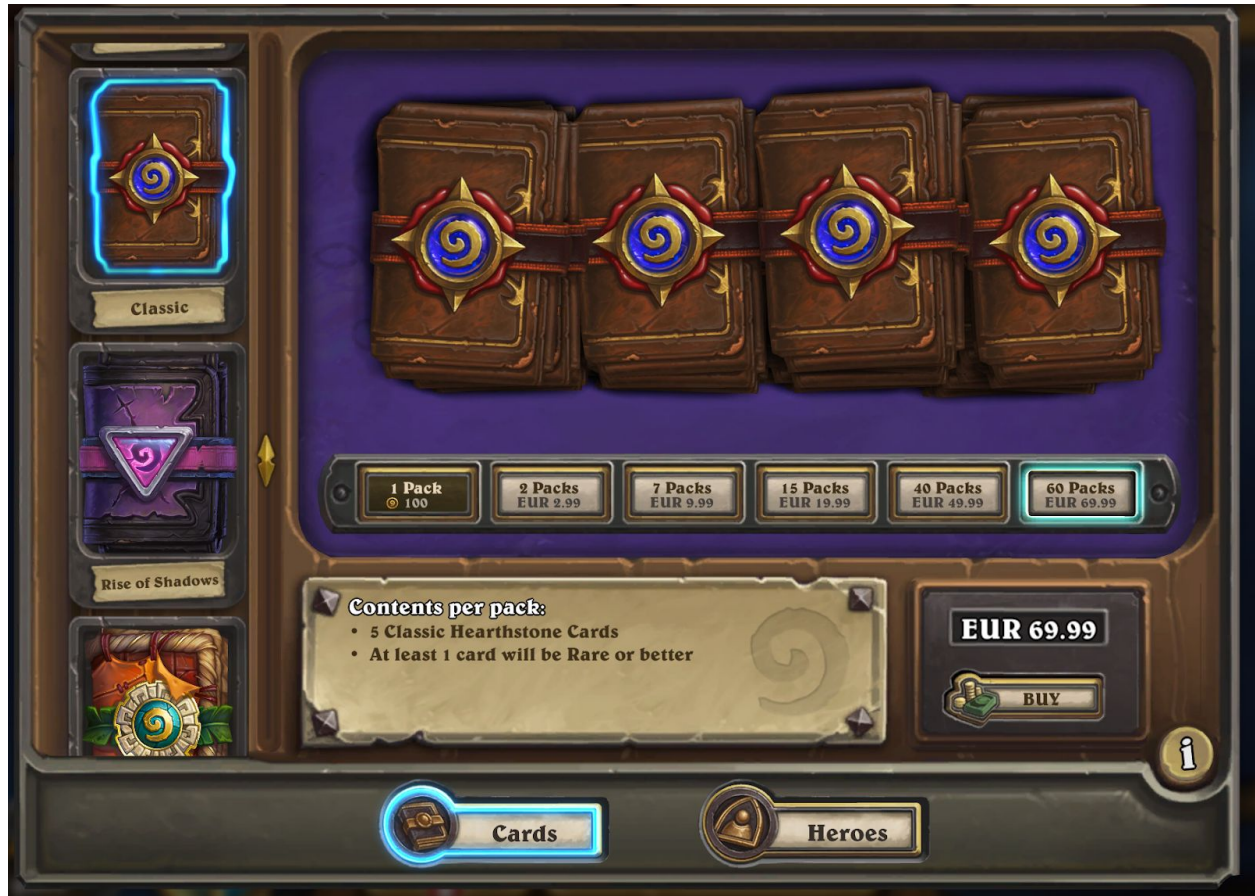 Classic
Rise of Shadows
1 Pack
100
2 Packs
EUR 2.99
7 Packs
EUR 9.99
15 Packs
EUR 19.99
40 Packs
EUR 49.99
60 Packs
EUR 69.99
Contents per pack:
• 5 Classic Hearthstone Cards
• At least 1 card will be Rare or better
EUR 69.99
BUY
i
Cards
Heroes